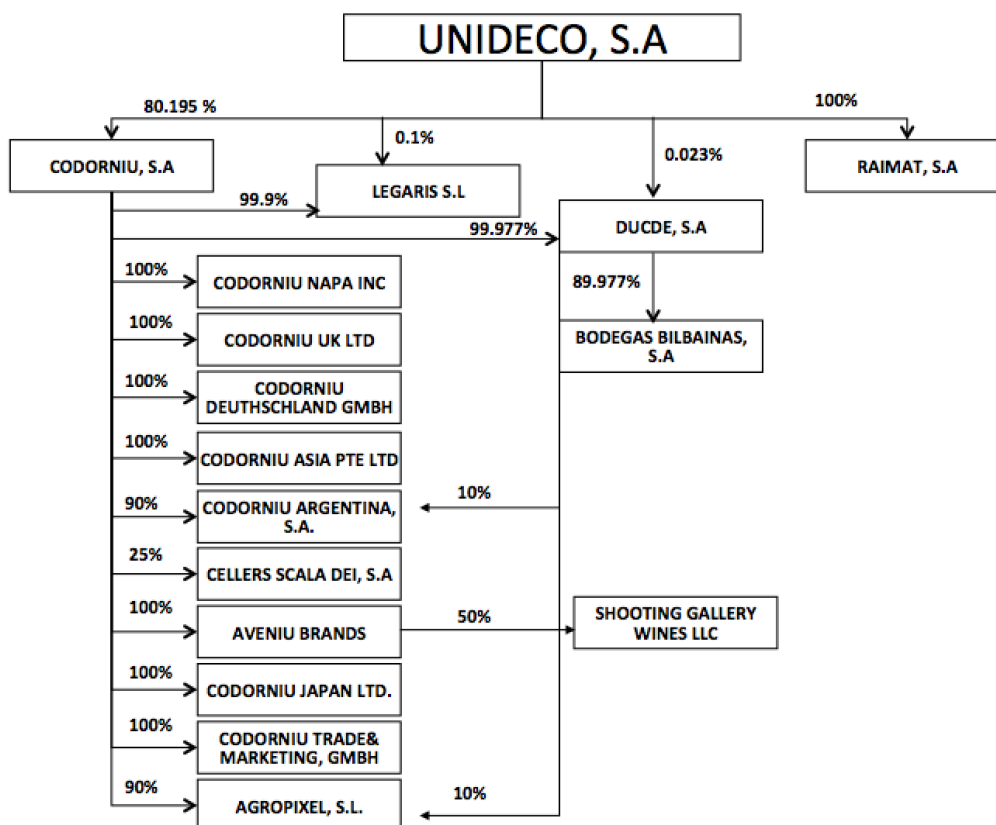 UNIDECO, S.A
80.195 %
100%
0.1%
0.023%
CODORNIU, S.A
RAIMAT, S.A
LEGARIS S.L
99.9%
DUCDE, S.A
99.977%
100%
CODORNIU NAPA INC
89.977%
100%
CODORNIU UK LTD
BODEGAS BILBAINAS,
S.A
100%
CODORNIU
DEUTHSCHLAND GMBH
100%
CODORNIU ASIA PTE LTD
90%
CODORNIU ARGENTINA,
S.A.
10%
25%
CELLERS SCALA DEI, S.A
100%
AVENIU BRANDS
50%
SHOOTING GALLERY
WINES LLC
100%
CODORNIU JAPAN LTD.
100%
CODORNIU TRADE&
MARKETING, GMBH
90%
AGROPIXEL, S.L.
10%